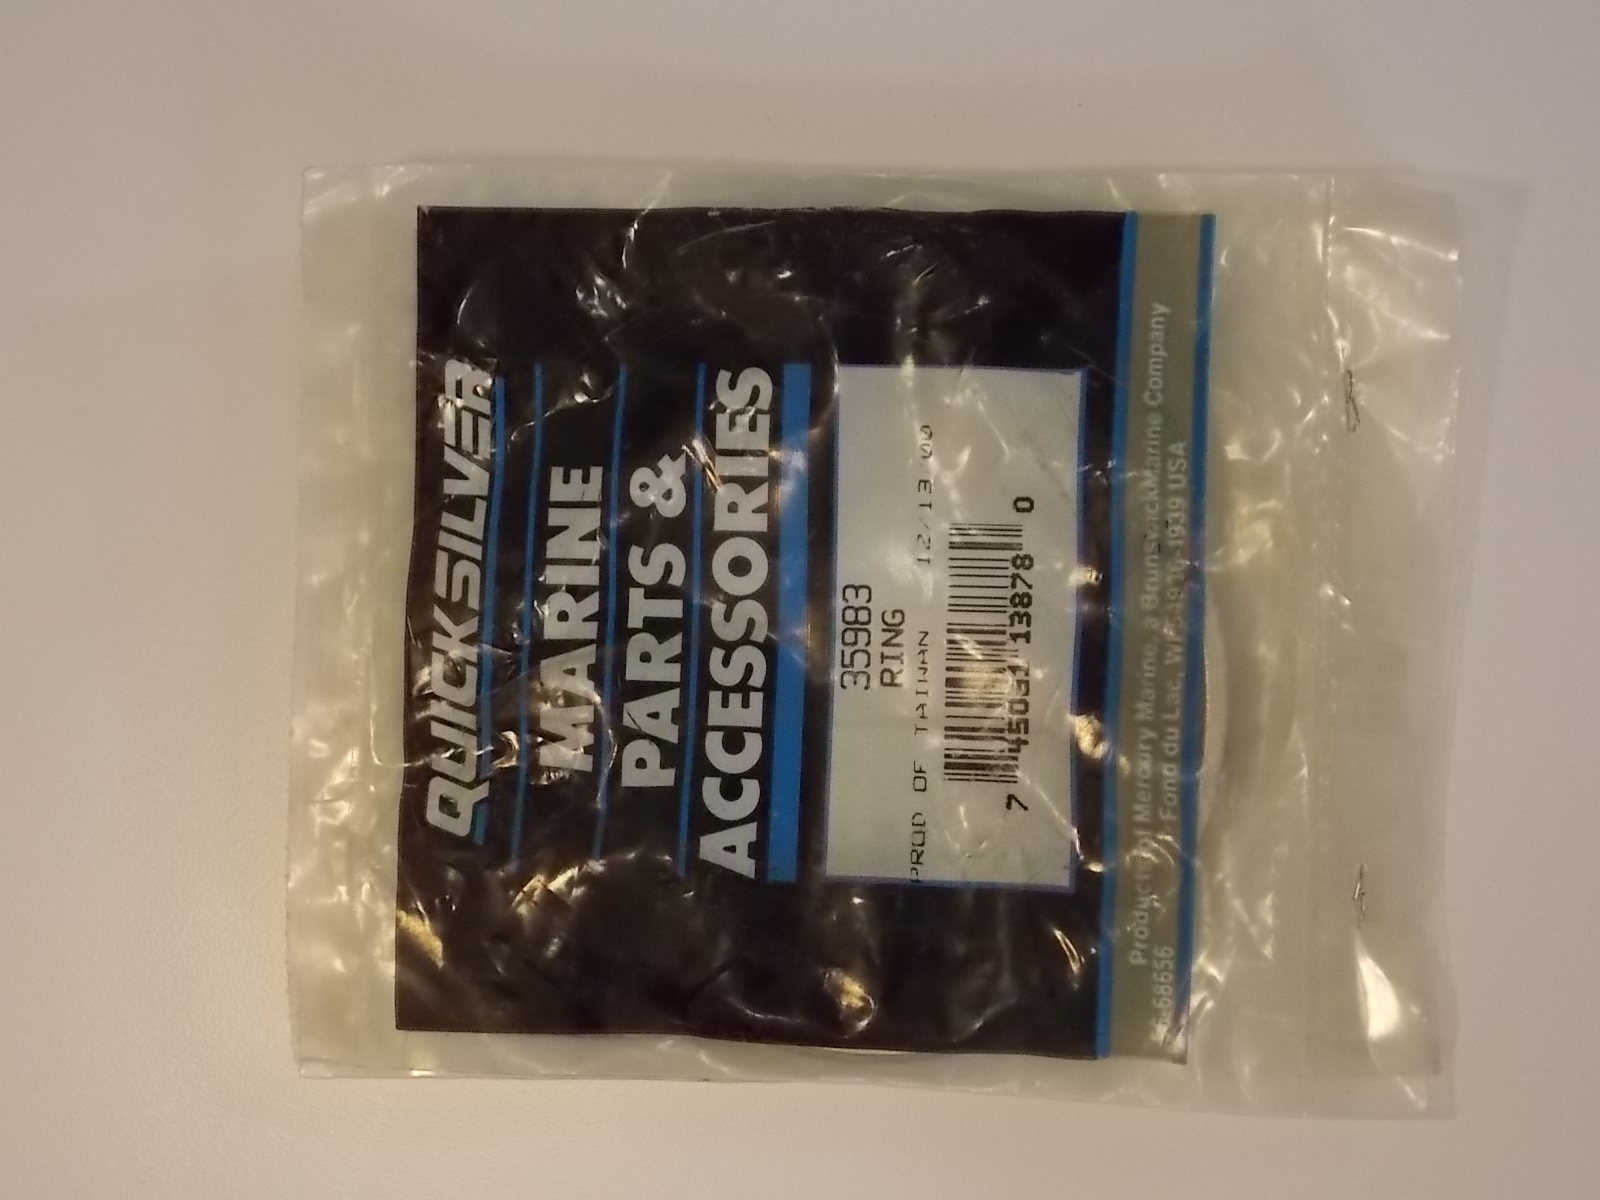 QUICKSILVER
MARINE
PARTS &
ACCESSORIES
35983
RING
PROD OF TAIWAN 12/13/00
7 45061 13878 0
Products of Mercury Marine, a Brunswick Marine Company
Fond du Lac, WI 54936-1939 USA
68656